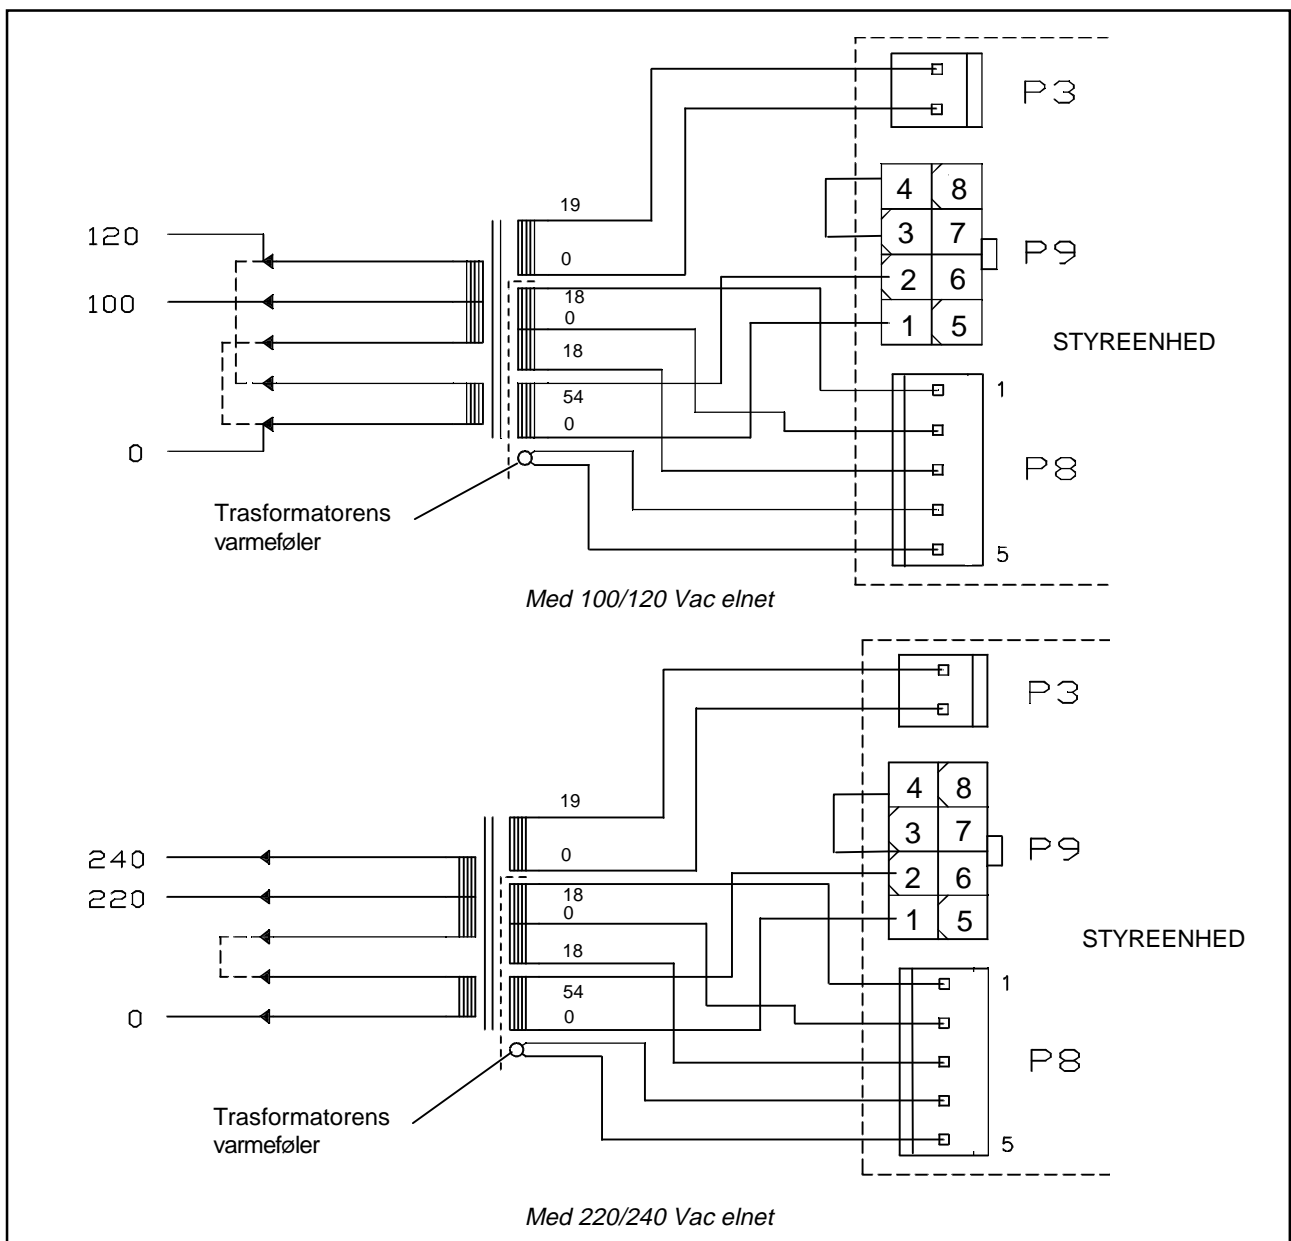 P3
19
4 8
120
0
3 7
P9
100
18
2 6
0
1 5
STYREENHED
18
54
1
0
0
P8
Trasformatorens
varmeføler
5
Med 100/120 Vac elnet
P3
4 8
19
3 7
P9
240
0
2 6
220
18
0
1 5
STYREENHED
18
1
54
0
0
P8
Trasformatorens
varmeføler
5
Med 220/240 Vac elnet